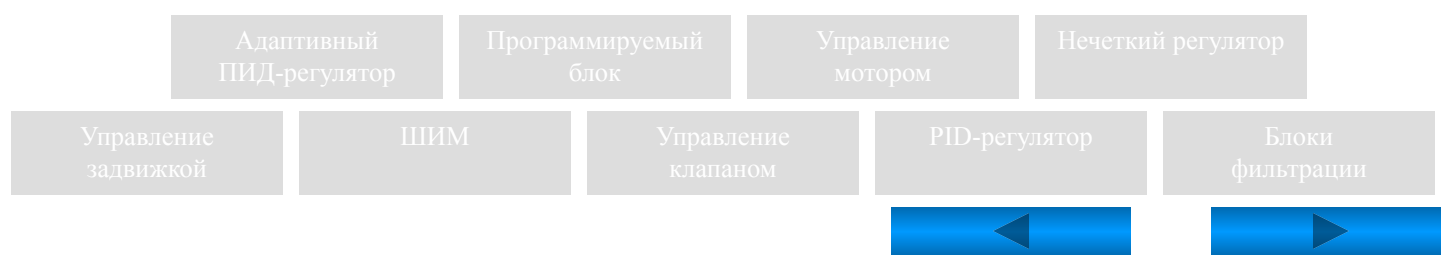 Адаптивный
ПИД-регулятор
Программируемый
блок
Управление
мотором
Нечеткий регулятор
Управление
задвижкой
ШИМ
Управление
клапаном
PID-регулятор
Блоки
фильтрации